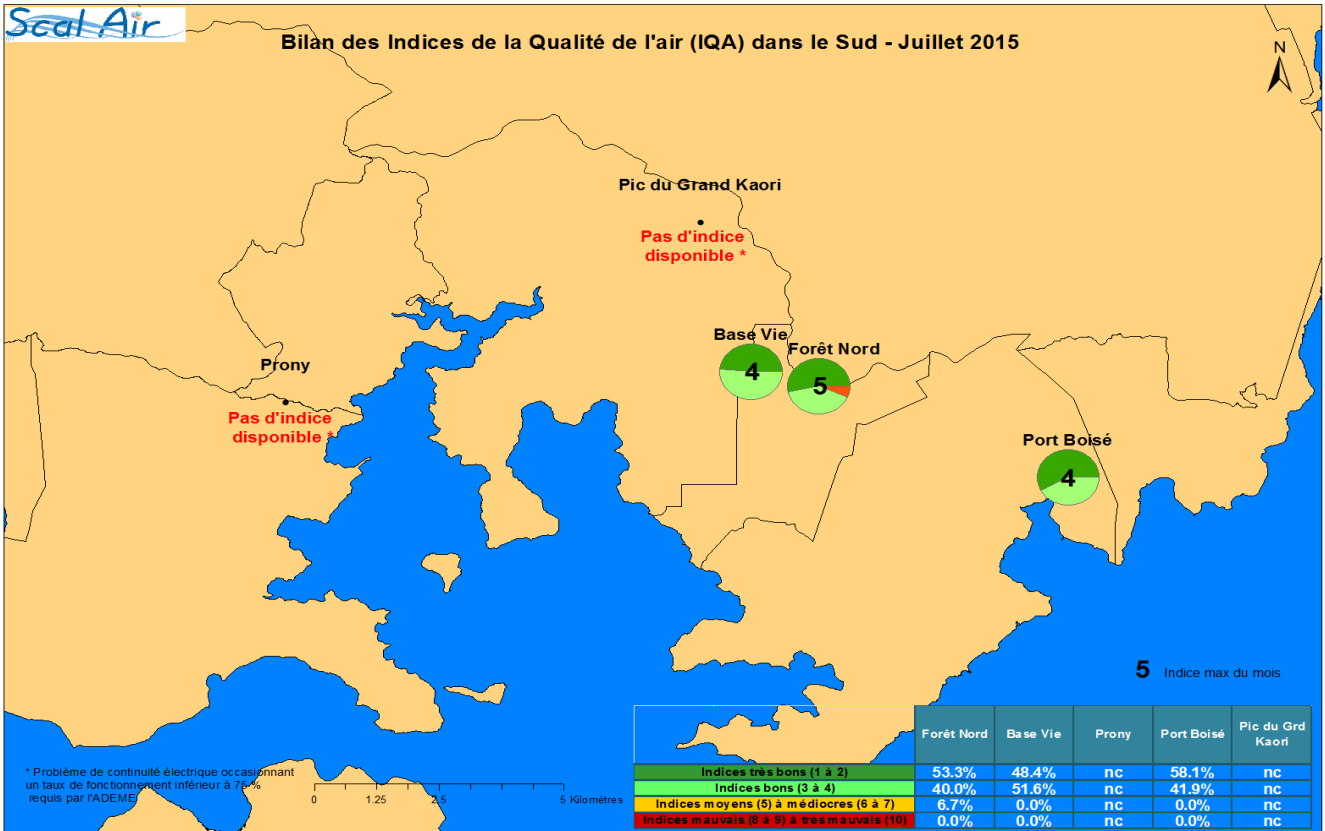 Scal Air
Bilan des Indices de la Qualité de l'air (IQA) dans le Sud - Juillet 2015
N
Pic du Grand Kaori
Pas d'indice
disponible *
Base Vie
4
Forêt Nord
5
Prony
Pas d'indice
disponible *
Port Boisé
4
5 Indice max du mois
Forêt Nord Base Vie Prony Port Boisé Pic du Grd
Kaori
Indices très bons (1 à 2) 53.3% 48.4% nc 58.1% nc
Indices bons (3 à 4) 40.0% 51.6% nc 41.9% nc
Indices moyens (5) à médiocres (6 à 7) 6.7% 0.0% nc 0.0% nc
Indices mauvais (8 à 9) à très mauvais (10) 0.0% 0.0% nc 0.0% nc
* Problème de continuité électrique occasionnant
un taux de fonctionnement inférieur à 75 %
requis par l'ADEME
0 1.25 2.5 5 Kilomètres